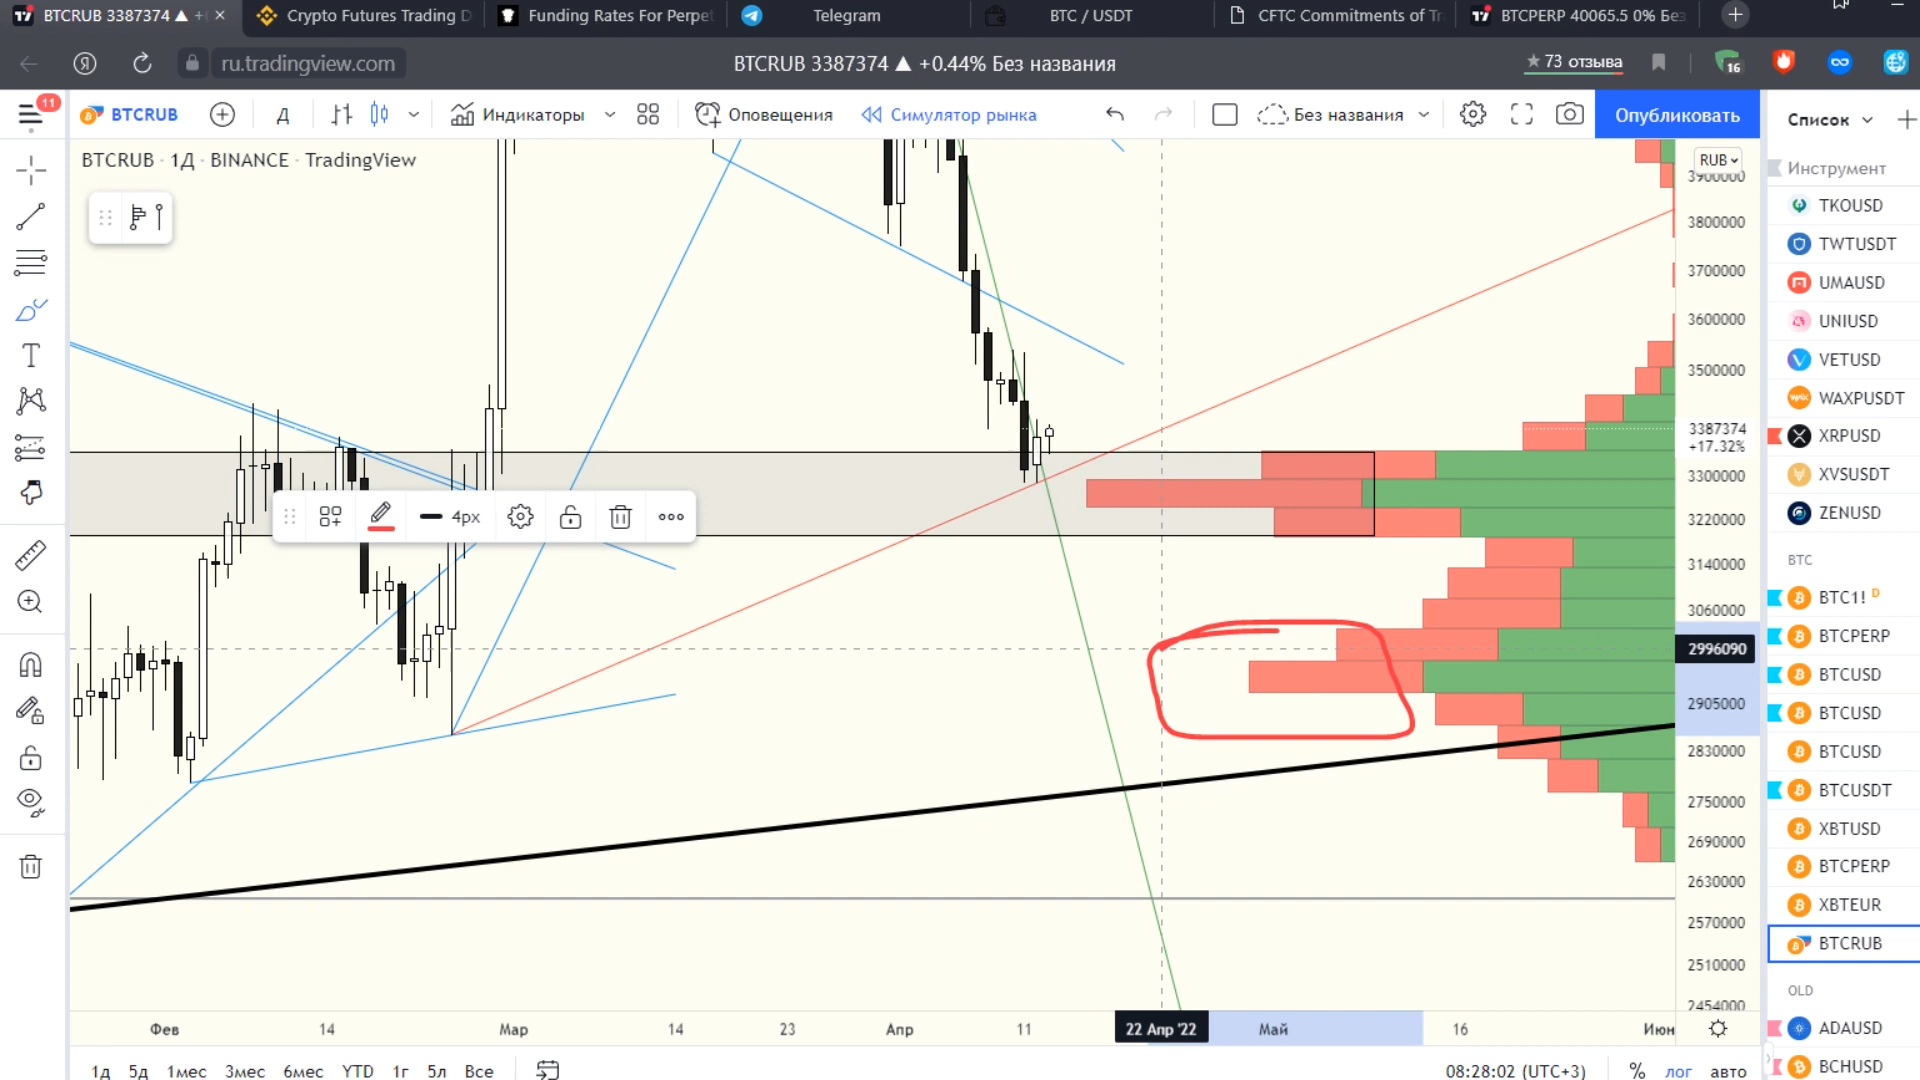 BTCRUB 3387374 ▲ +
Crypto Futures Trading D
Funding Rates For Perpet
Telegram
BTC / USDT
CFTC Commitments of Tr
BTCPERP 40065.5 0% Без
ru.tradingview.com
BTCRUB 3387374 ▲ +0.44% Без названия
★ 73 отзыва
16
11
BTCRUB
Д
Индикаторы
Оповещения
Симулятор рынка
Без названия
Опубликовать
Список
BTCRUB · 1Д · BINANCE · TradingView
RUB
3900000
3800000
3700000
3600000
3500000
3387374
+17.32%
3300000
3220000
3140000
3060000
2996090
2905000
2830000
2750000
2690000
2630000
2570000
2510000
2454000
4px
Инструмент
TKOUSD
TWTUSDT
UMAUSD
UNIUSD
VETUSD
WAXPUSDT
XRPUSD
XVSUSDT
ZENUSD
BTC
BTC1! D
BTCPERP
BTCUSD
BTCUSD
BTCUSD
BTCUSDT
XBTUSD
BTCPERP
XBTEUR
BTCRUB
OLD
ADAUSD
BCHUSD
Фев
14
Мар
14
23
Апр
11
22 Апр '22
Май
16
Июн
1д
5д
1мес
3мес
6мес
YTD
1г
5л
Все
08:28:02 (UTC+3)
%
лог
авто